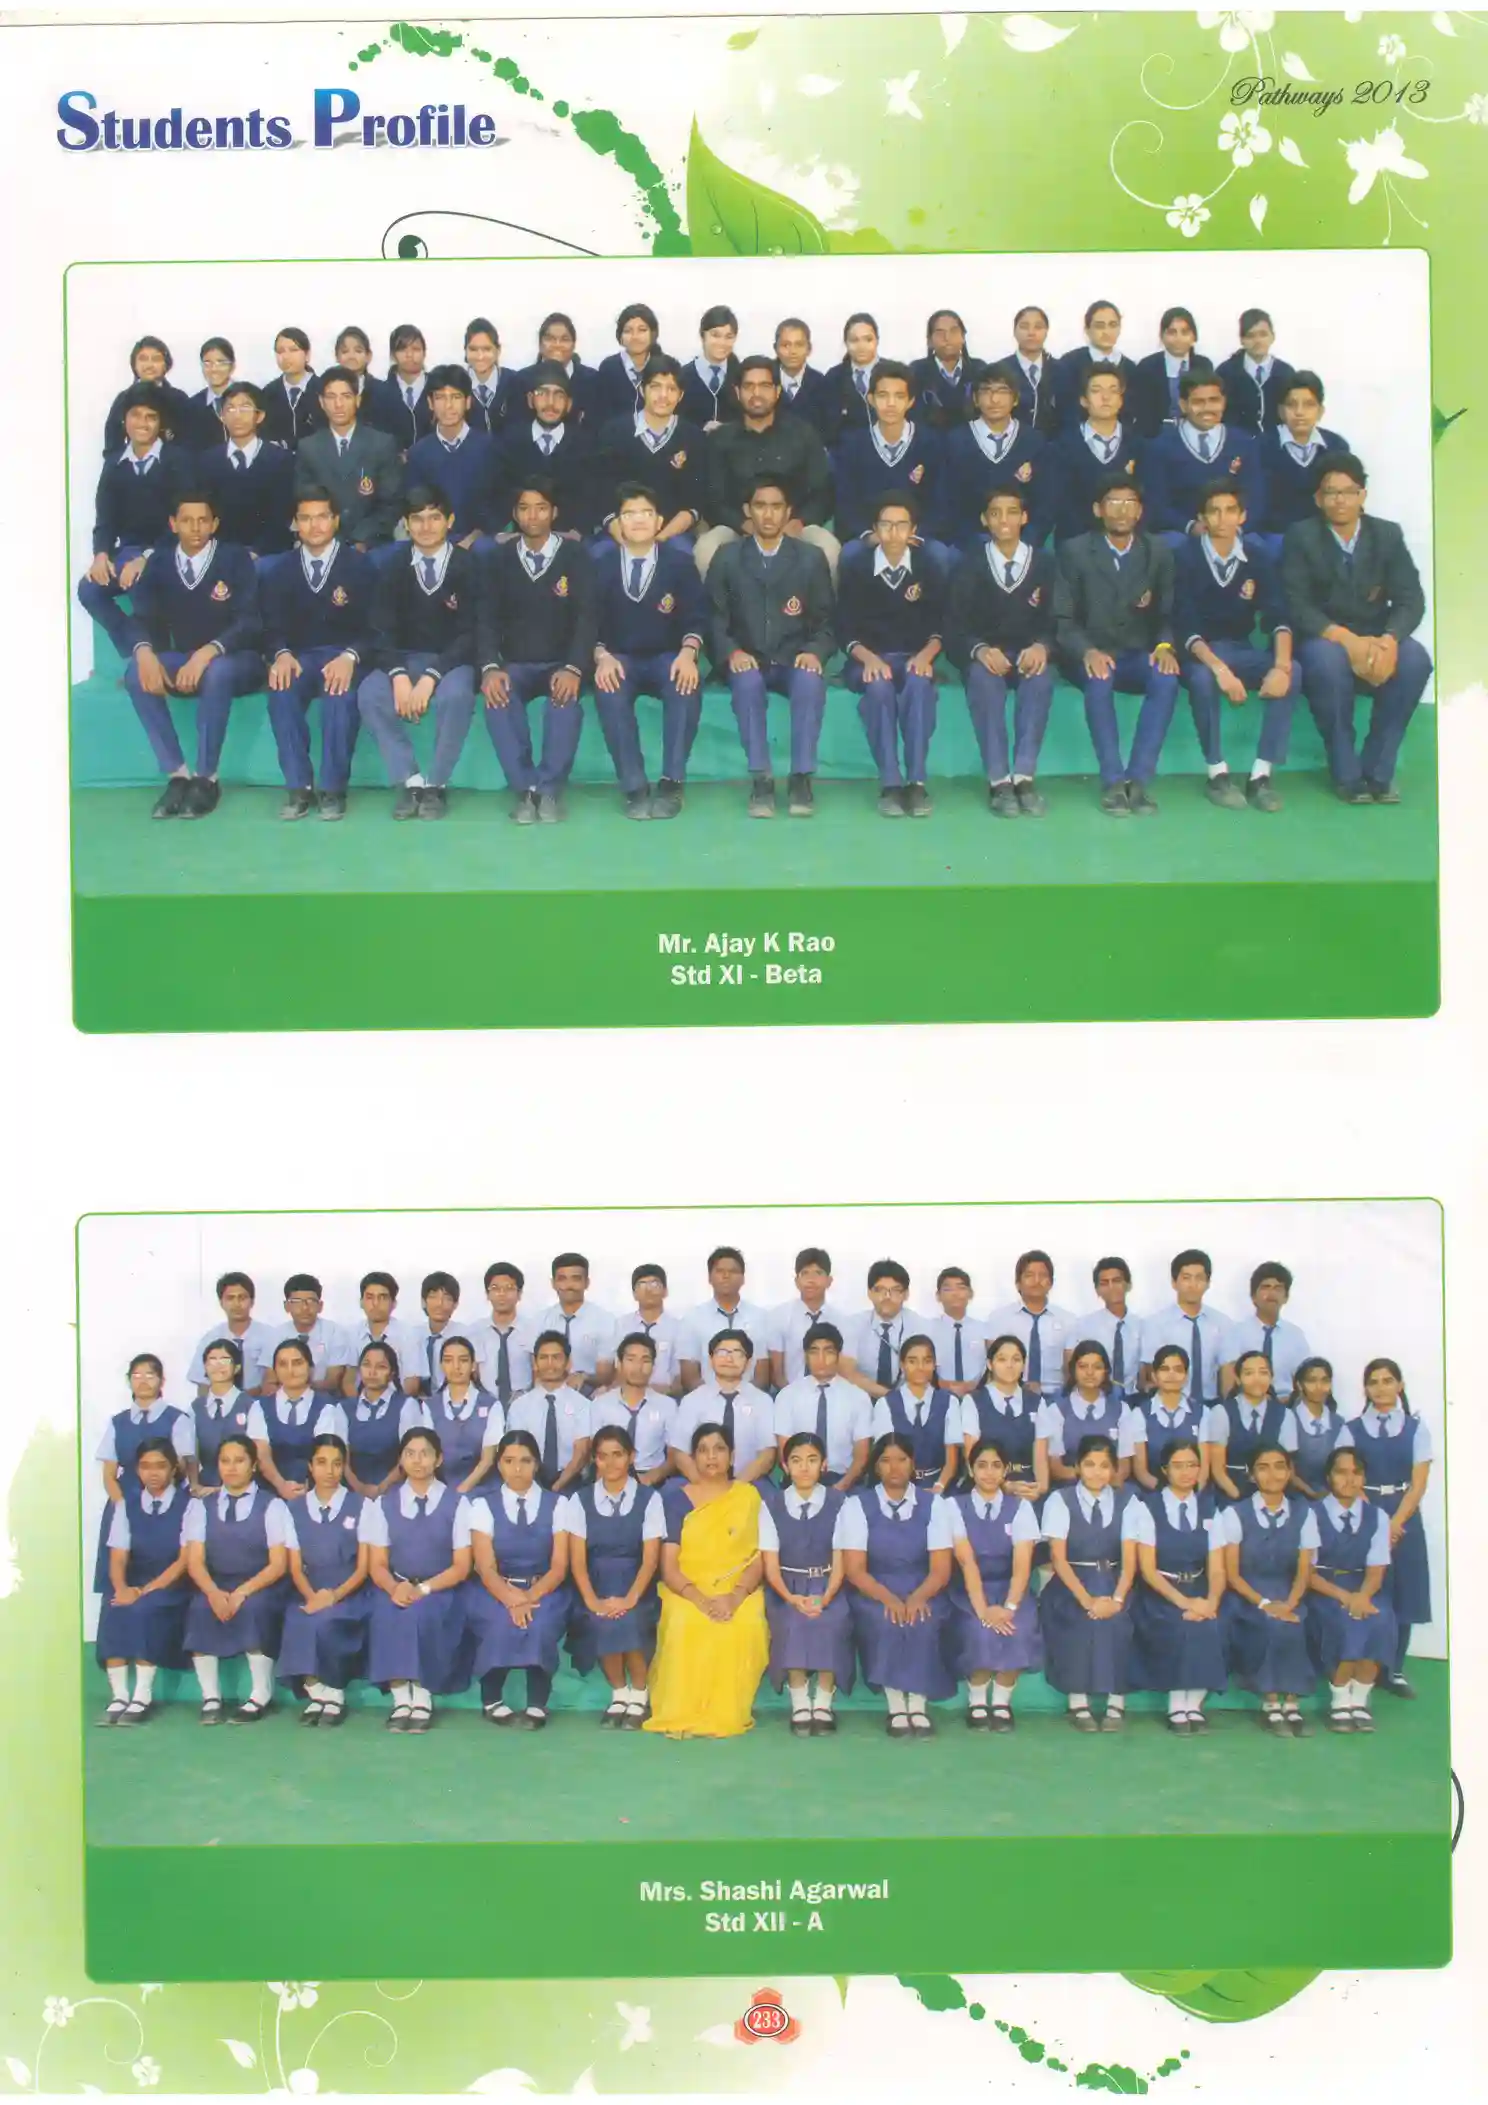 Students Profile
Pathways 2013
Mr. Ajay K Rao
Std XI - Beta
Mrs. Shashi Agarwal
Std XII - A
233